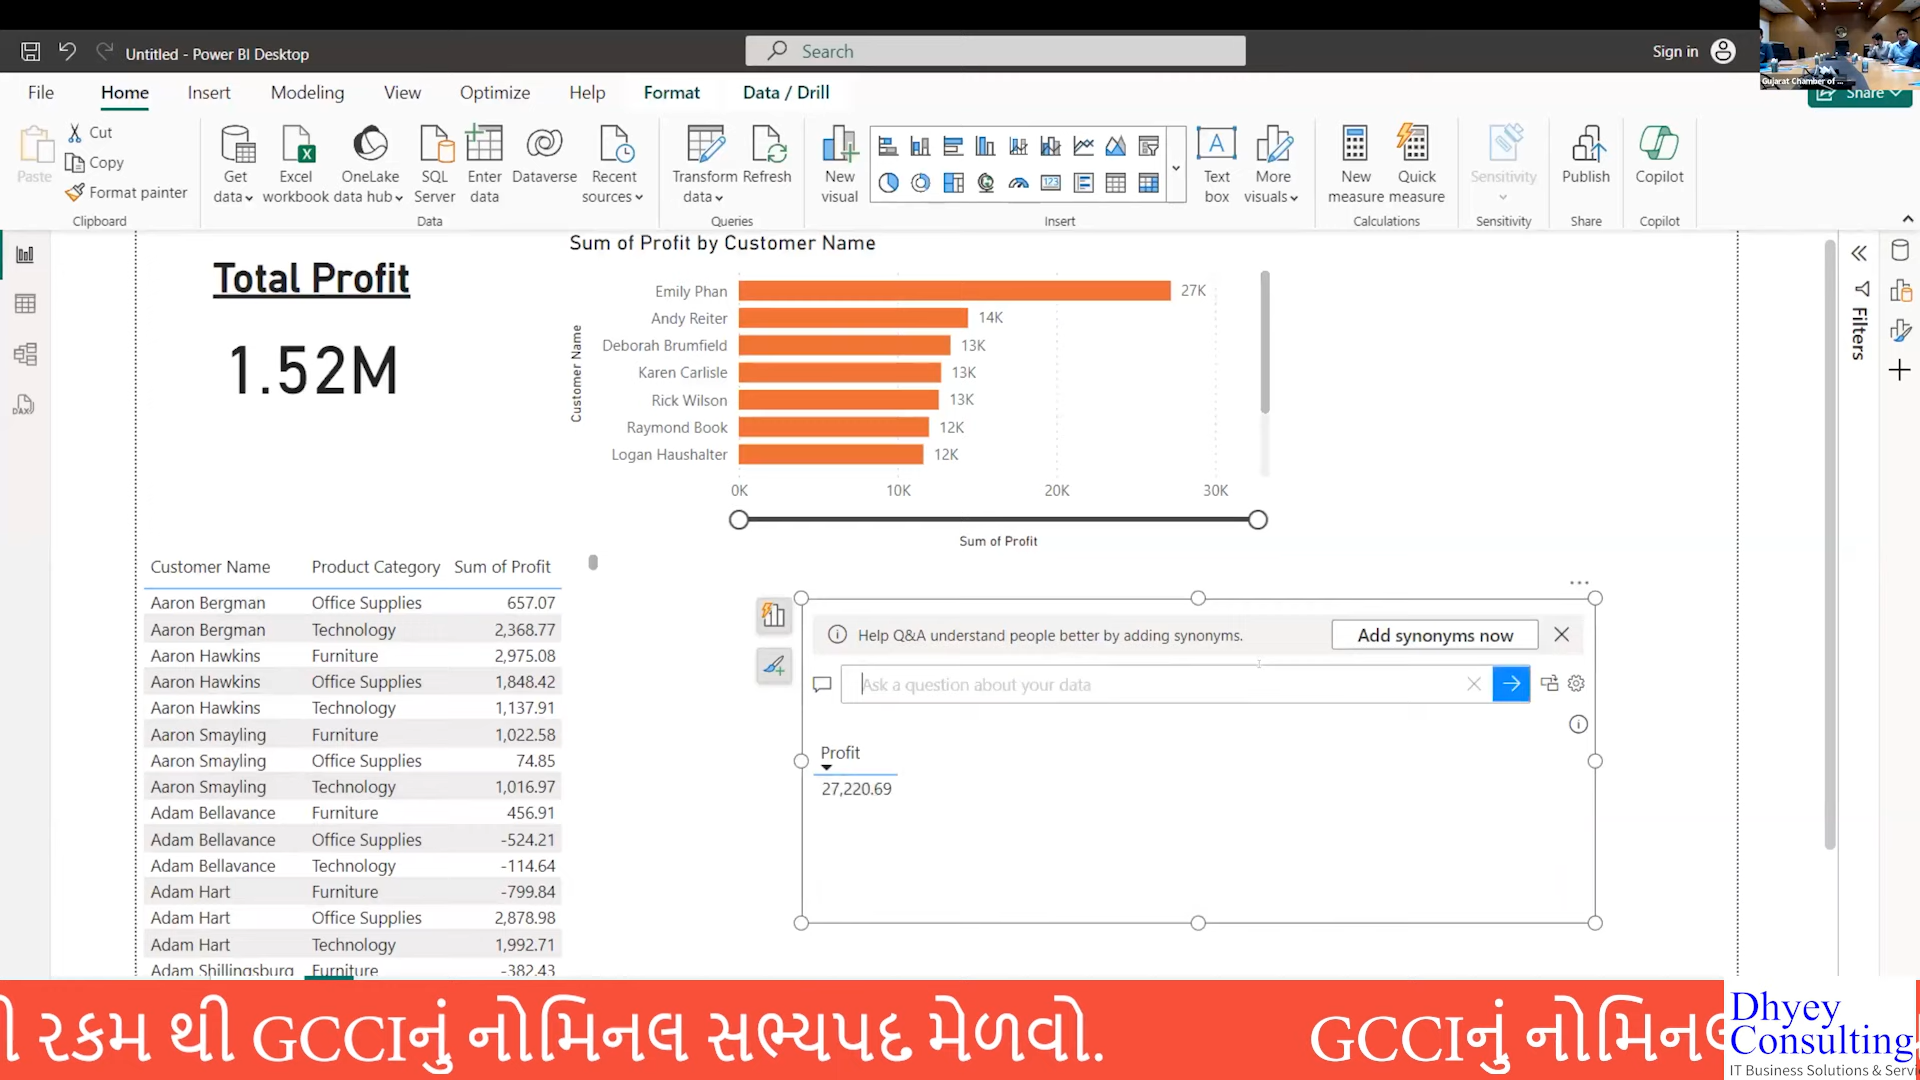 Untitled - Power BI Desktop
Search
Sign in
Gujarat Chamber of ...
File
Home
Insert
Modeling
View
Optimize
Help
Format
Data / Drill
Share
Paste
Cut
Copy
Format painter
Clipboard
Get data
Excel workbook
OneLake data hub
SQL Server
Enter data
Dataverse
Recent sources
Data
Transform data
Refresh
Queries
New visual
Text box
More visuals
Insert
New measure
Quick measure
Calculations
Sensitivity
Sensitivity
Publish
Share
Copilot
Copilot
Total Profit
1.52M
Sum of Profit by Customer Name
Customer Name
Emily Phan 27K
Andy Reiter 14K
Deborah Brumfield 13K
Karen Carlisle 13K
Rick Wilson 13K
Raymond Book 12K
Logan Haushalter 12K
0K 10K 20K 30K
Sum of Profit
Filters
Customer Name Product Category Sum of Profit
Aaron Bergman Office Supplies 657.07
Aaron Bergman Technology 2,368.77
Aaron Hawkins Furniture 2,975.08
Aaron Hawkins Office Supplies 1,848.42
Aaron Hawkins Technology 1,137.91
Aaron Smayling Furniture 1,022.58
Aaron Smayling Office Supplies 74.85
Aaron Smayling Technology 1,016.97
Adam Bellavance Furniture 456.91
Adam Bellavance Office Supplies -524.21
Adam Bellavance Technology -114.64
Adam Hart Furniture -799.84
Adam Hart Office Supplies 2,878.98
Adam Hart Technology 1,992.71
Adam Shillingsburg Furniture -382.43
Help Q&A understand people better by adding synonyms.
Add synonyms now
Ask a question about your data
Profit
27,220.69
રકમ થી GCCIનું નોમિનલ સભ્યપદ મેળવો.
GCCIનું નોમિનલ
Dhyey
Consulting
IT Business Solutions & Servi